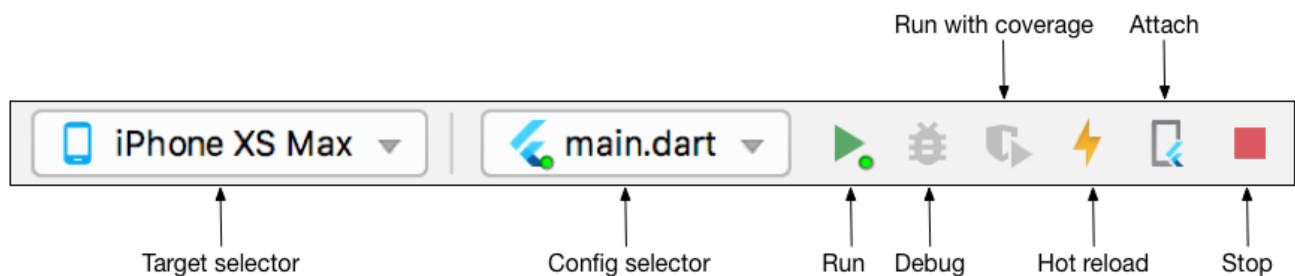 Run with coverage Attach
iPhone XS Max main.dart
Target selector Config selector Run Debug Hot reload Stop